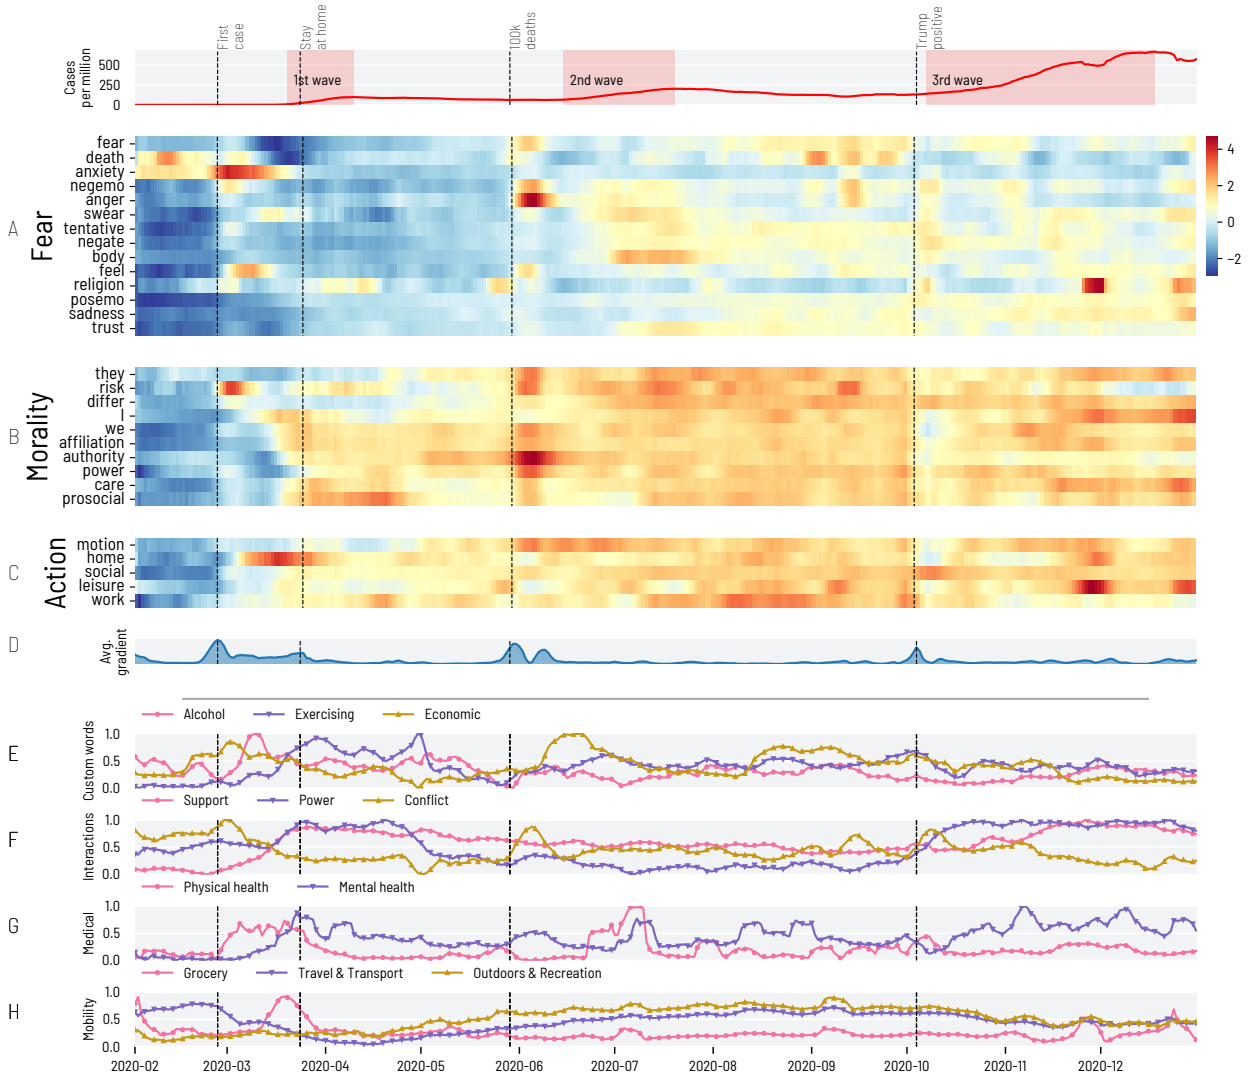 First
case
Stay
at home
100k
deaths
Trump
positive
Cases
per million
500
250
0
1st wave
2nd wave
3rd wave
A
Fear
fear
death
anxiety
negemo
anger
swear
tentative
negate
body
feel
religion
posemo
sadness
trust
4
2
0
−2
B
Morality
they
risk
differ
I
we
affiliation
authority
power
care
prosocial
C
Action
motion
home
social
leisure
work
D
Avg.
gradient
Alcohol Exercising Economic
E
Custom words
1.0
0.5
0.0
Support Power Conflict
F
Interactions
1.0
0.5
0.0
Physical health Mental health
G
Medical
1.0
0.5
0.0
Grocery Travel & Transport Outdoors & Recreation
H
Mobility
1.0
0.5
0.0
2020-02 2020-03 2020-04 2020-05 2020-06 2020-07 2020-08 2020-09 2020-10 2020-11 2020-12